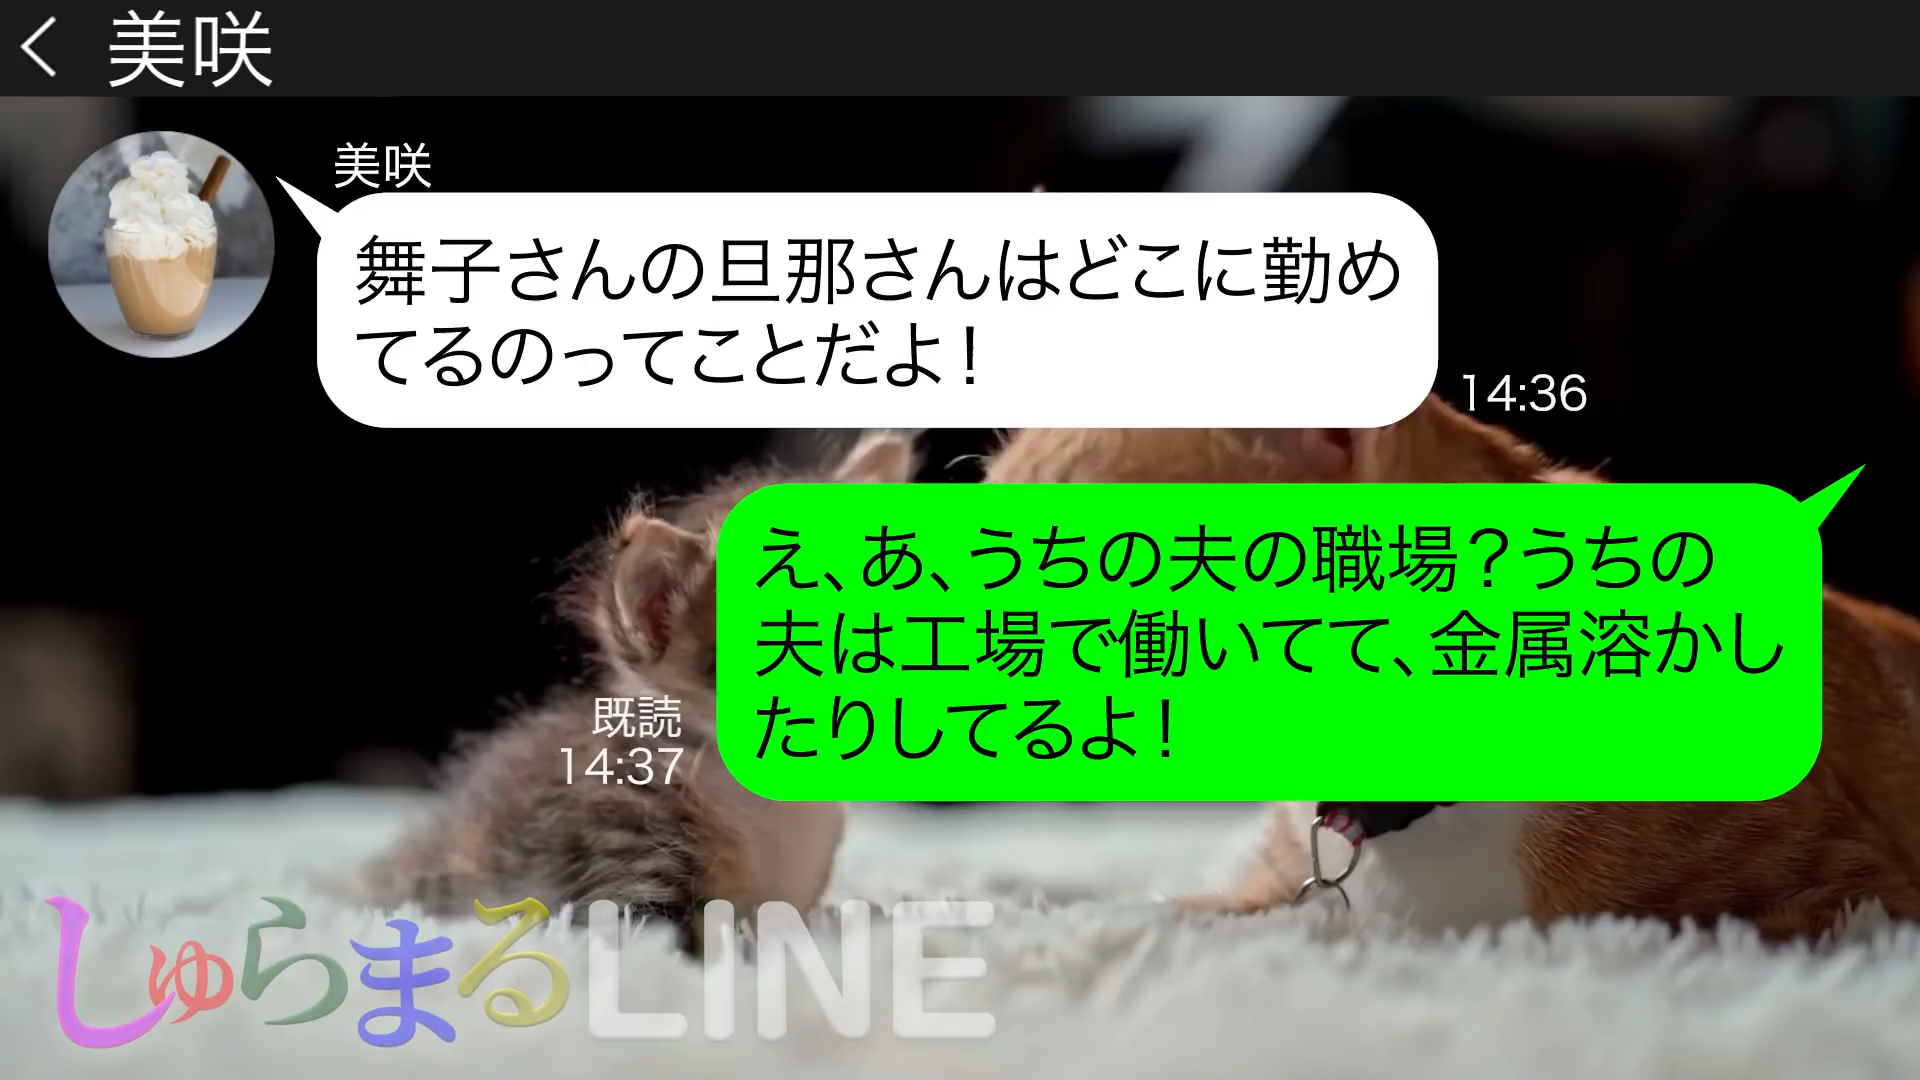 美咲
美咲
舞子さんの旦那さんはどこに勤め
てるのってことだよ！
14:36
え、あ、うちの夫の職場？うちの
夫は工場で働いてて、金属溶かし
たりしてるよ！
既読
14:37
しゅらまるLINE